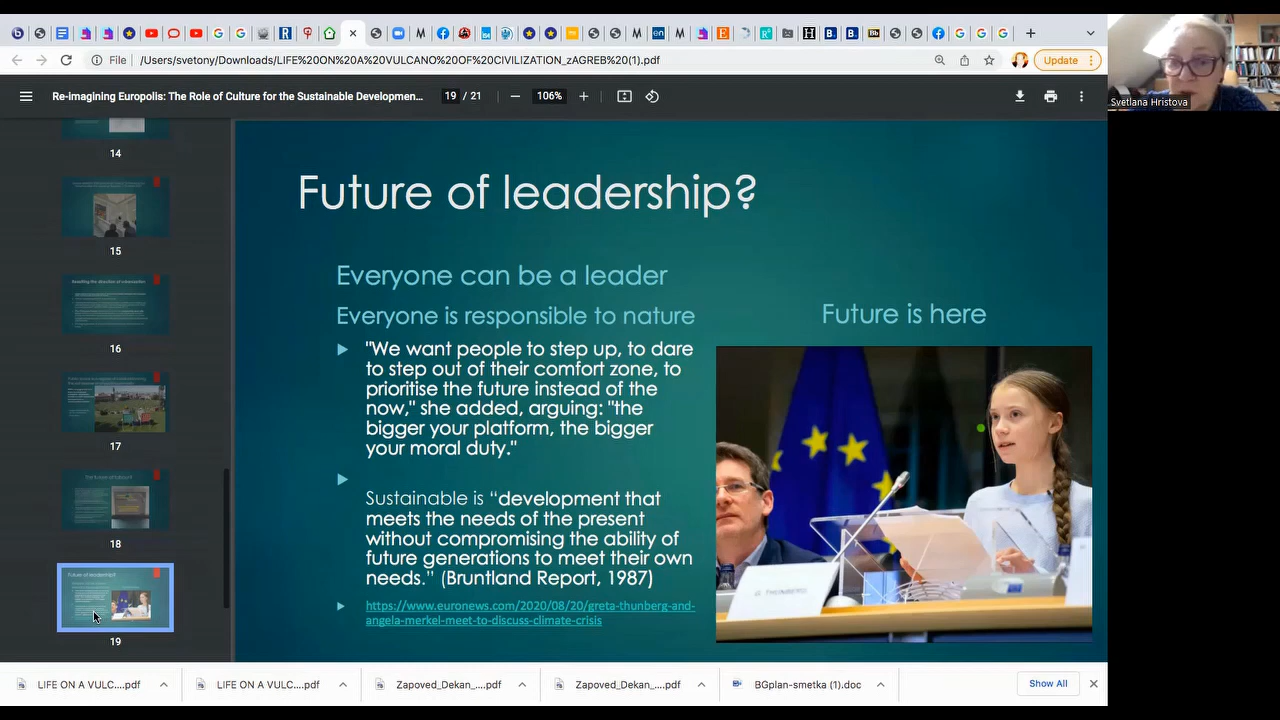 File
/Users/svetony/Downloads/LIFE%20ON%20A%20VULCANO%20OF%20CIVILIZATION_zAGREB%20(1).pdf
Update
Re-imagining Europolis: The Role of Culture for the Sustainable Developmen...
19 / 21
106%
Svetlana Hristova
14
15
16
17
18
19
Future of leadership?
Everyone can be a leader
Everyone is responsible to nature
"We want people to step up, to dare
to step out of their comfort zone, to
prioritise the future instead of the
now," she added, arguing: "the
bigger your platform, the bigger
your moral duty."
Sustainable is “development that
meets the needs of the present
without compromising the ability of
future generations to meet their own
needs.” (Bruntland Report, 1987)
https://www.euronews.com/2020/08/20/greta-thunberg-and-
angela-merkel-meet-to-discuss-climate-crisis
Future is here
G. THUNBERG
LIFE ON A VULC....pdf
LIFE ON A VULC....pdf
Zapoved_Dekan_....pdf
Zapoved_Dekan_....pdf
BGplan-smetka (1).doc
Show All